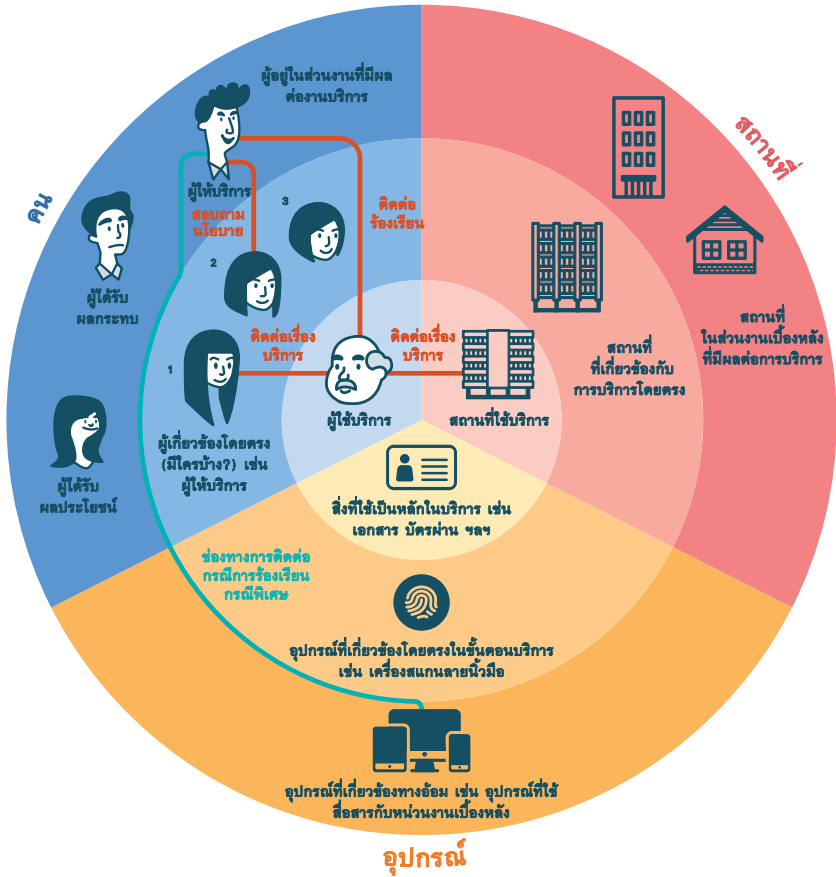 คน
ผู้อยู่ในส่วนงานที่มีผล
ต่องานบริการ
ผู้ให้บริการ
สอบถาม
นโยบาย
3
ติดต่อ
ร้องเรียน
ผู้ได้รับ
ผลกระทบ
2
1
ติดต่อเรื่อง
บริการ
ผู้ใช้บริการ
ผู้เกี่ยวข้องโดยตรง
(มีใครบ้าง?) เช่น
ผู้ให้บริการ
ผู้ได้รับ
ผลประโยชน์
สถานที่
ติดต่อเรื่อง
บริการ
สถานที่ใช้บริการ
สถานที่
ที่เกี่ยวข้องกับ
การบริการโดยตรง
สถานที่
ในส่วนงานเบื้องหลัง
ที่มีผลต่อการบริการ
สิ่งที่ใช้เป็นหลักในบริการ เช่น
เอกสาร บัตรผ่าน ฯลฯ
ช่องทางการติดต่อ
กรณีการร้องเรียน
กรณีพิเศษ
อุปกรณ์ที่เกี่ยวข้องโดยตรงในขั้นตอนบริการ
เช่น เครื่องสแกนลายนิ้วมือ
อุปกรณ์ที่เกี่ยวข้องทางอ้อม เช่น อุปกรณ์ที่ใช้
สื่อสารกับหน่วนงานเบื้องหลัง
อุปกรณ์